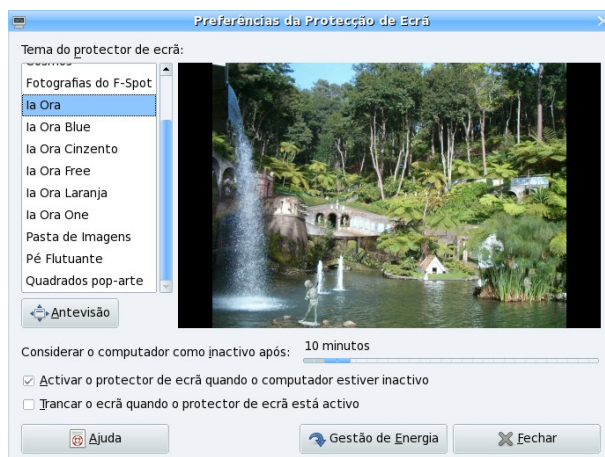 Preferências da Protecção de Ecrã
Tema do protector de ecrã:
Cosmos
Fotografias do F-Spot
Ia Ora
Ia Ora Blue
Ia Ora Cinzento
Ia Ora Free
Ia Ora Laranja
Ia Ora One
Pasta de Imagens
Pé Flutuante
Quadrados pop-arte
Antevisão
Considerar o computador como inactivo após:
10 minutos
Activar o protector de ecrã quando o computador estiver inactivo
Trancar o ecrã quando o protector de ecrã está activo
Ajuda
Gestão de Energia
Fechar